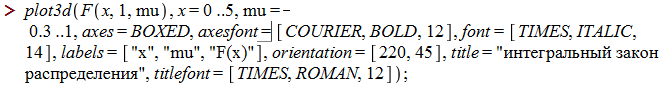 > plot3d(F(x, 1, mu), x = 0 ..5, mu = –
0.3 ..1, axes = BOXED, axesfont = [ COURIER, BOLD, 12 ], font = [ TIMES, ITALIC,
14 ], labels = [ "x", "mu", "F(x)" ], orientation = [ 220, 45 ], title = "интегральный закон
распределения", titlefont = [ TIMES, ROMAN, 12 ]);